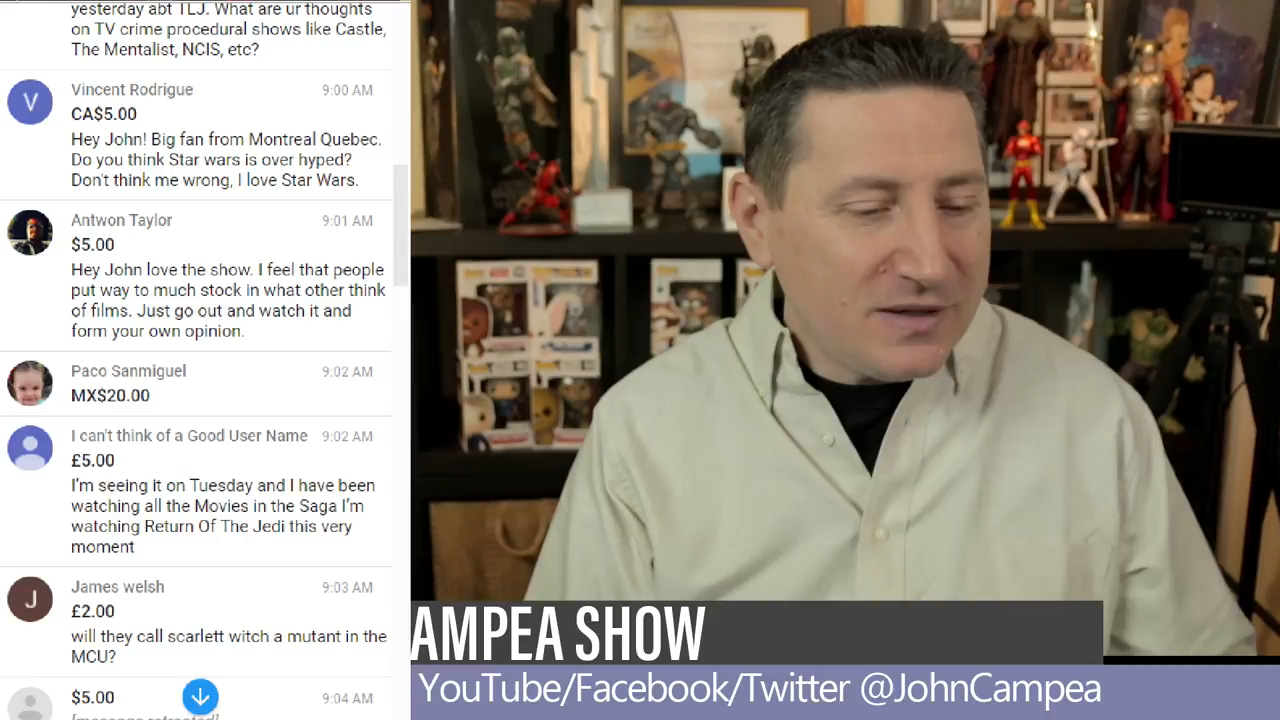 yesterday abt TLJ. What are ur thoughts
on TV crime procedural shows like Castle,
The Mentalist, NCIS, etc?
V
Vincent Rodrigue 9:00 AM
CA$5.00
Hey John! Big fan from Montreal Quebec.
Do you think Star wars is over hyped?
Don't think me wrong, I love Star Wars.
Antwon Taylor 9:01 AM
$5.00
Hey John love the show. I feel that people
put way to much stock in what other think
of films. Just go out and watch it and
form your own opinion.
Paco Sanmiguel 9:02 AM
MX$20.00
I can't think of a Good User Name 9:02 AM
£5.00
I'm seeing it on Tuesday and I have been
watching all the Movies in the Saga I'm
watching Return Of The Jedi this very
moment
J
James welsh 9:03 AM
£2.00
will they call scarlett witch a mutant in the
MCU?
$5.00 9:04 AM
[message retracted]
AMPEA SHOW
YouTube/Facebook/Twitter @JohnCampea